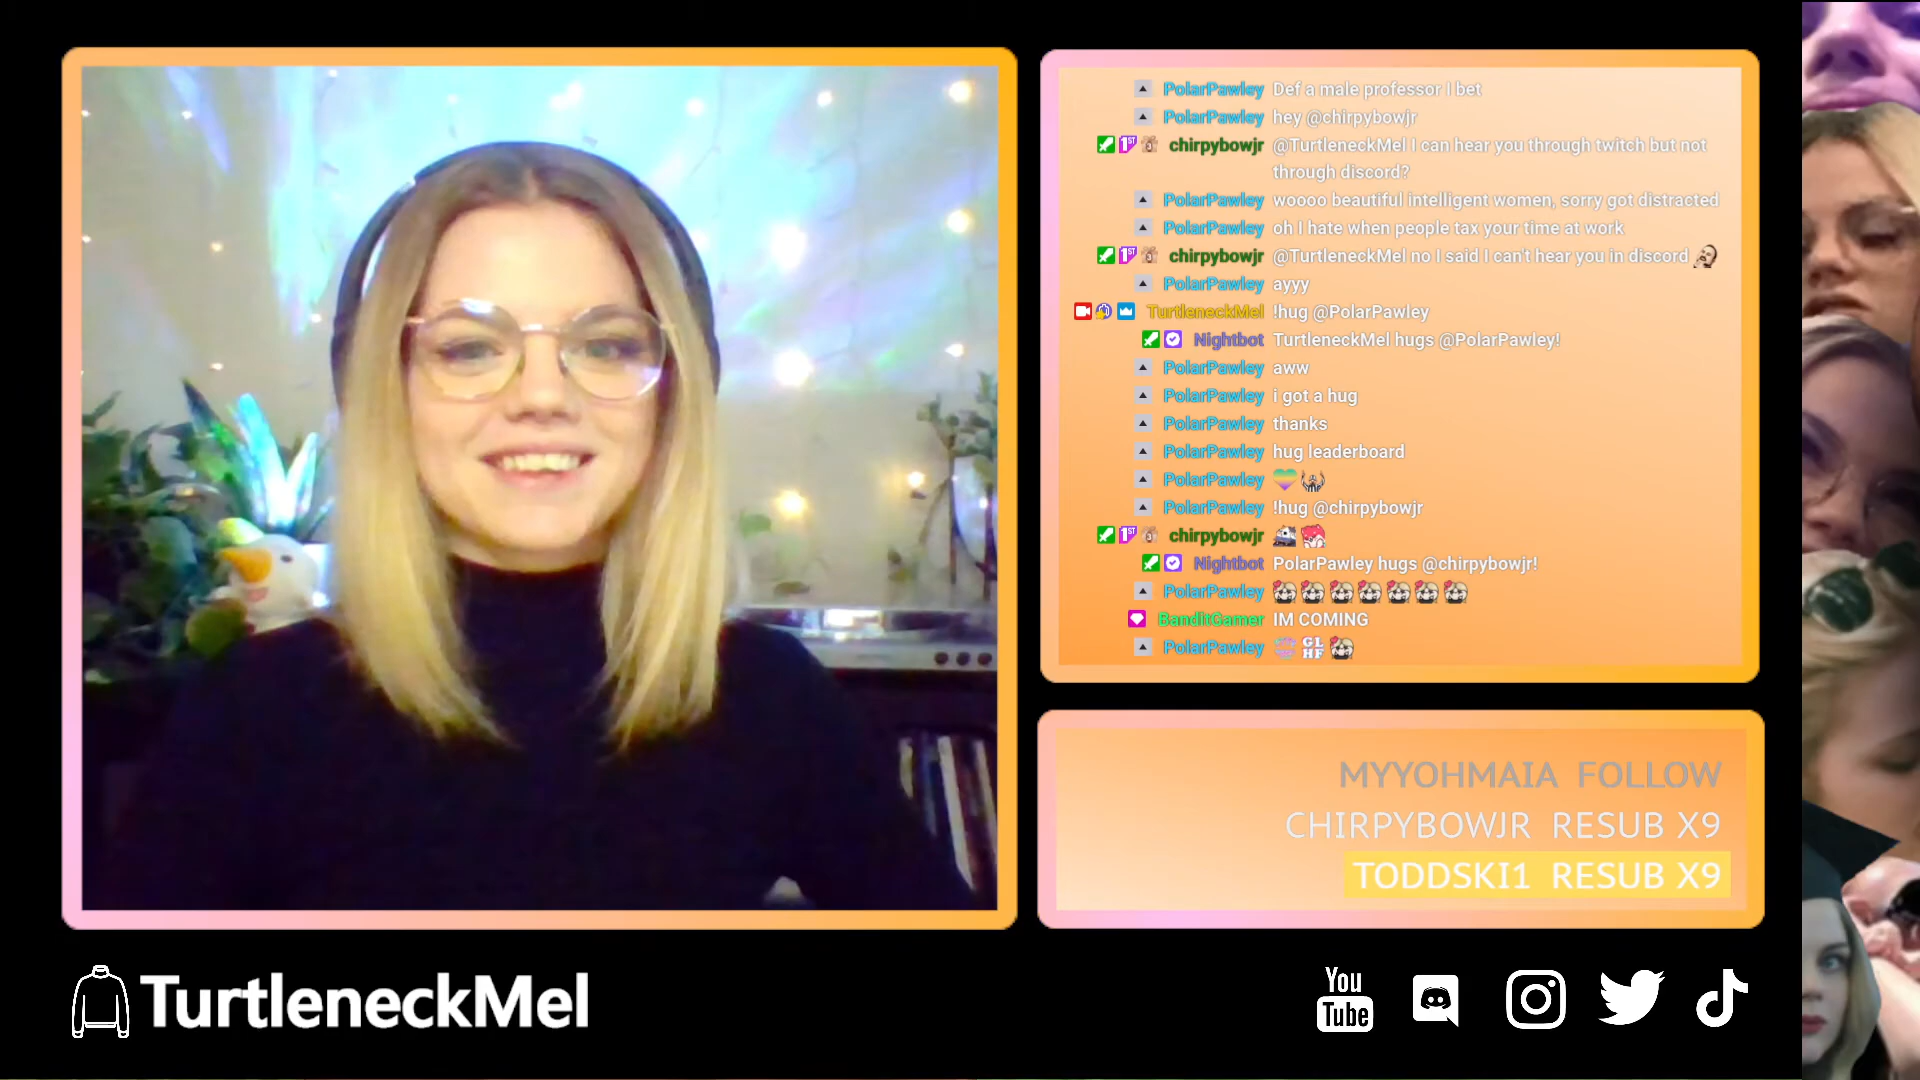 PolarPawley Def a male professor I bet
PolarPawley hey @chirpybowjr
chirpybowjr @TurtleneckMel I can hear you through twitch but not
through discord?
PolarPawley woooo beautiful intelligent women, sorry got distracted
PolarPawley oh I hate when people tax your time at work
chirpybowjr @TurtleneckMel no I said I can't hear you in discord
PolarPawley ayyy
TurtleneckMel !hug @PolarPawley
Nightbot TurtleneckMel hugs @PolarPawley!
PolarPawley aww
PolarPawley i got a hug
PolarPawley thanks
PolarPawley hug leaderboard
PolarPawley
PolarPawley !hug @chirpybowjr
chirpybowjr
Nightbot PolarPawley hugs @chirpybowjr!
PolarPawley
BanditGamer IM COMING
PolarPawley GL HF
MYYOHMAIA FOLLOW
CHIRPYBOWJR RESUB X9
TODDSKI1 RESUB X9
TurtleneckMel
You
Tube